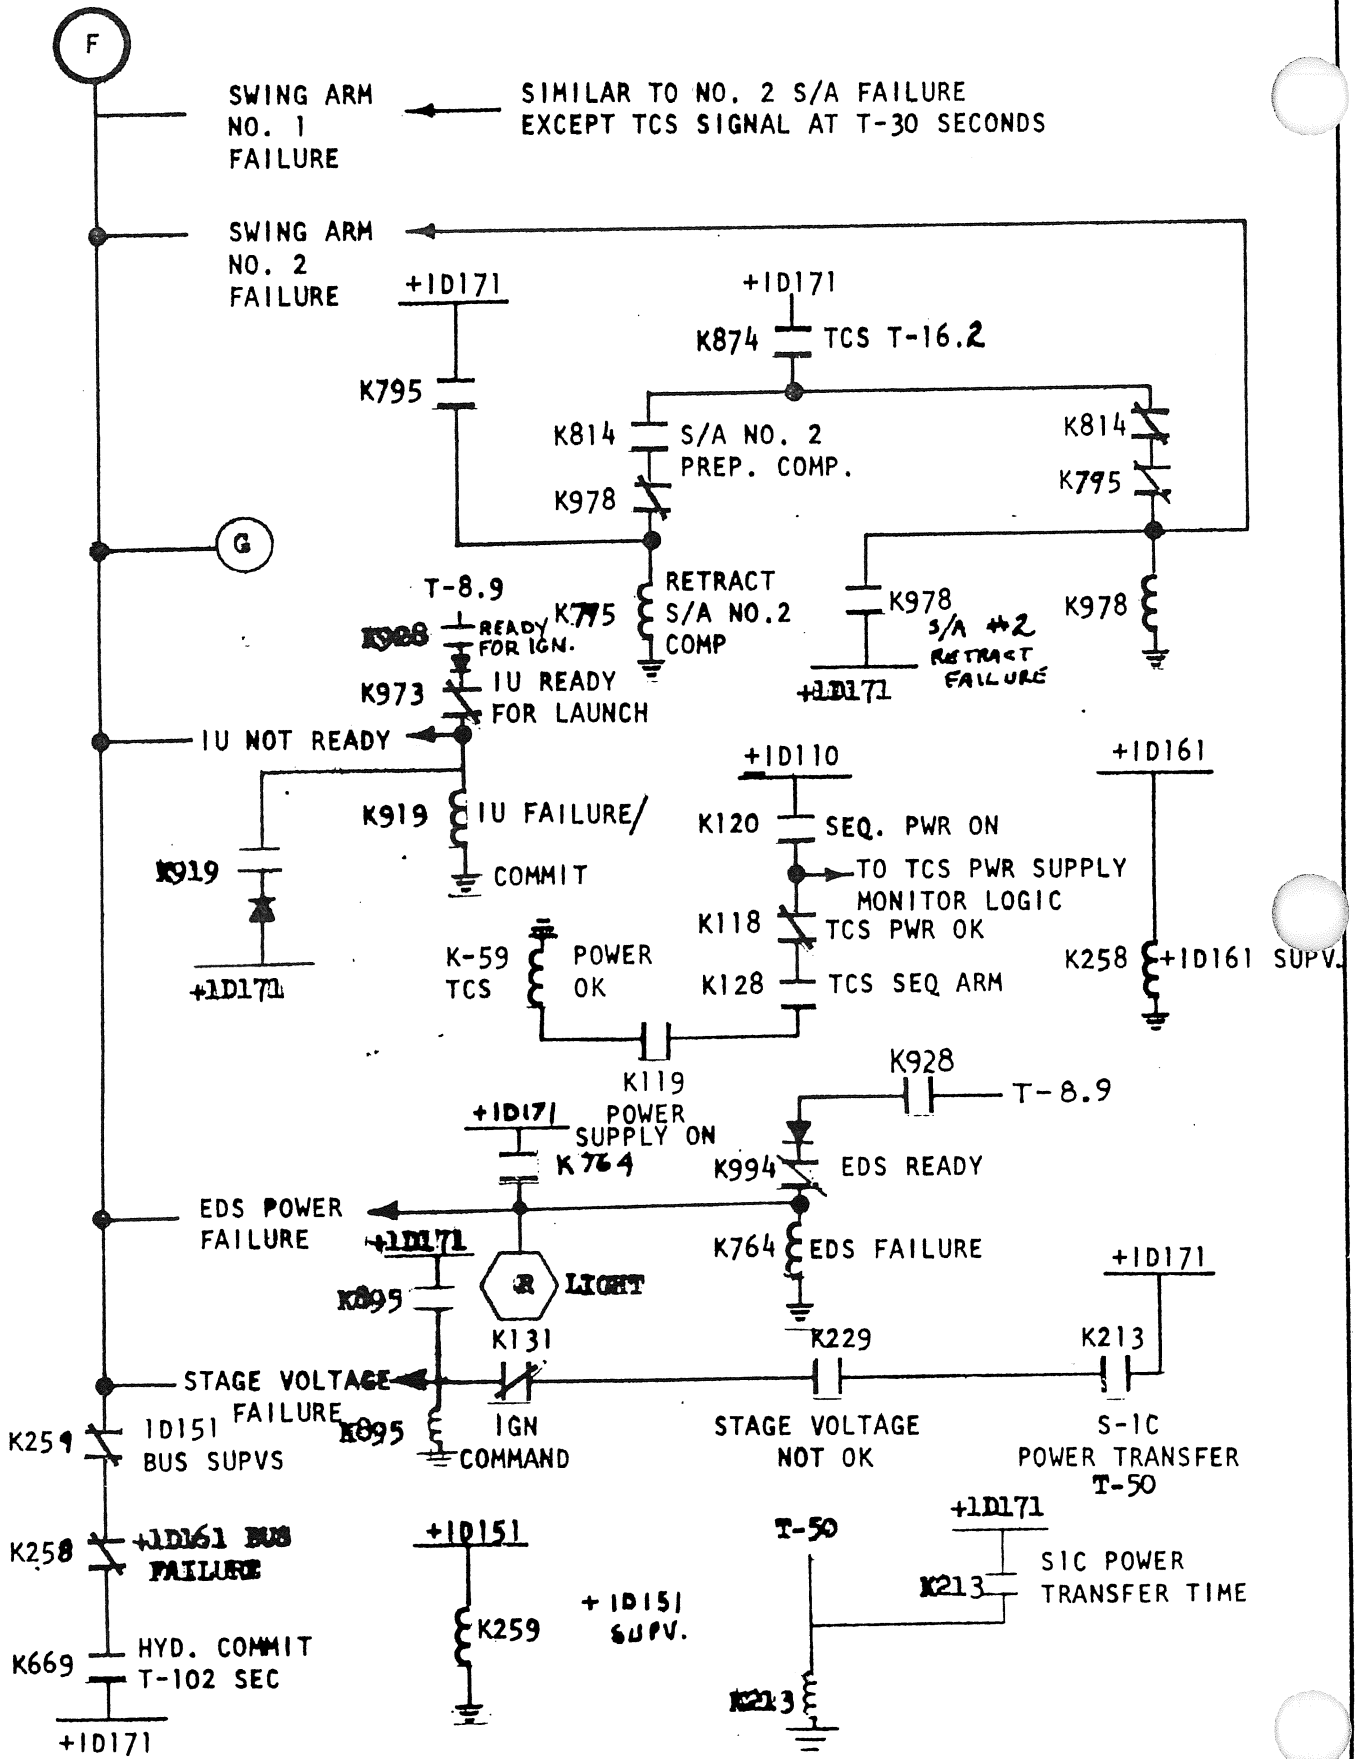 F
SWING ARM
NO. 1
FAILURE
SIMILAR TO NO. 2 S/A FAILURE
EXCEPT TCS SIGNAL AT T-30 SECONDS
SWING ARM
NO. 2
FAILURE
+1D171
K795
+1D171
K874
TCS T-16.2
K814
S/A NO. 2
PREP. COMP.
K978
K814
K795
G
K795
RETRACT
S/A NO.2
COMP
K978
S/A #2
RETRACT
FAILURE
+1D171
K978
T-8.9
K928
READY
FOR IGN.
K973
IU READY
FOR LAUNCH
IU NOT READY
K919
IU FAILURE/
COMMIT
K919
+1D171
+1D110
K120
SEQ. PWR ON
TO TCS PWR SUPPLY
MONITOR LOGIC
K118
TCS PWR OK
K128
TCS SEQ ARM
K-59
TCS
POWER
OK
K119
POWER
SUPPLY ON
+1D161
K258
+1D161 SUPV.
K928
T-8.9
K994
EDS READY
+1D171
K764
EDS POWER
FAILURE
K764
EDS FAILURE
R
LIGHT
+1D171
K895
K131
IGN
COMMAND
K229
STAGE VOLTAGE
NOT OK
+1D171
K213
S-1C
POWER TRANSFER
T-50
STAGE VOLTAGE
FAILURE
K895
K259
1D151
BUS SUPVS
K258
+1D161 BUS
FAILURE
K669
HYD. COMMIT
T-102 SEC
+1D171
+1D151
K259
+1D151
SUPV.
T-50
+1D171
K213
S1C POWER
TRANSFER TIME
K213